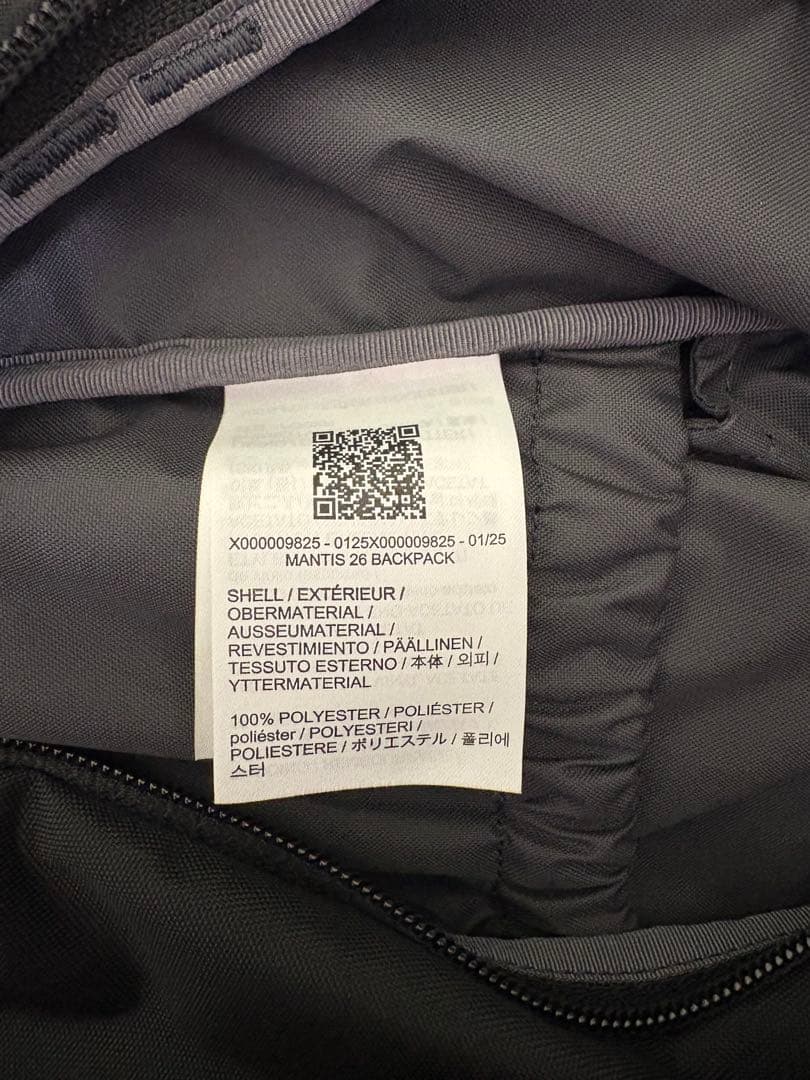 X000009825 - 0125X000009825 - 01/25
MANTIS 26 BACKPACK
SHELL / EXTÉRIEUR /
OBERMATERIAL /
AUSSEUMATERIAL /
REVESTIMIENTO / PÄÄLLINEN /
TESSUTO ESTERNO / 本体 / 외피 /
YTTERMATERIAL
100% POLYESTER / POLIÉSTER /
poliéster / POLYESTERI /
POLIESTERE / ポリエステル / 폴리에
스터